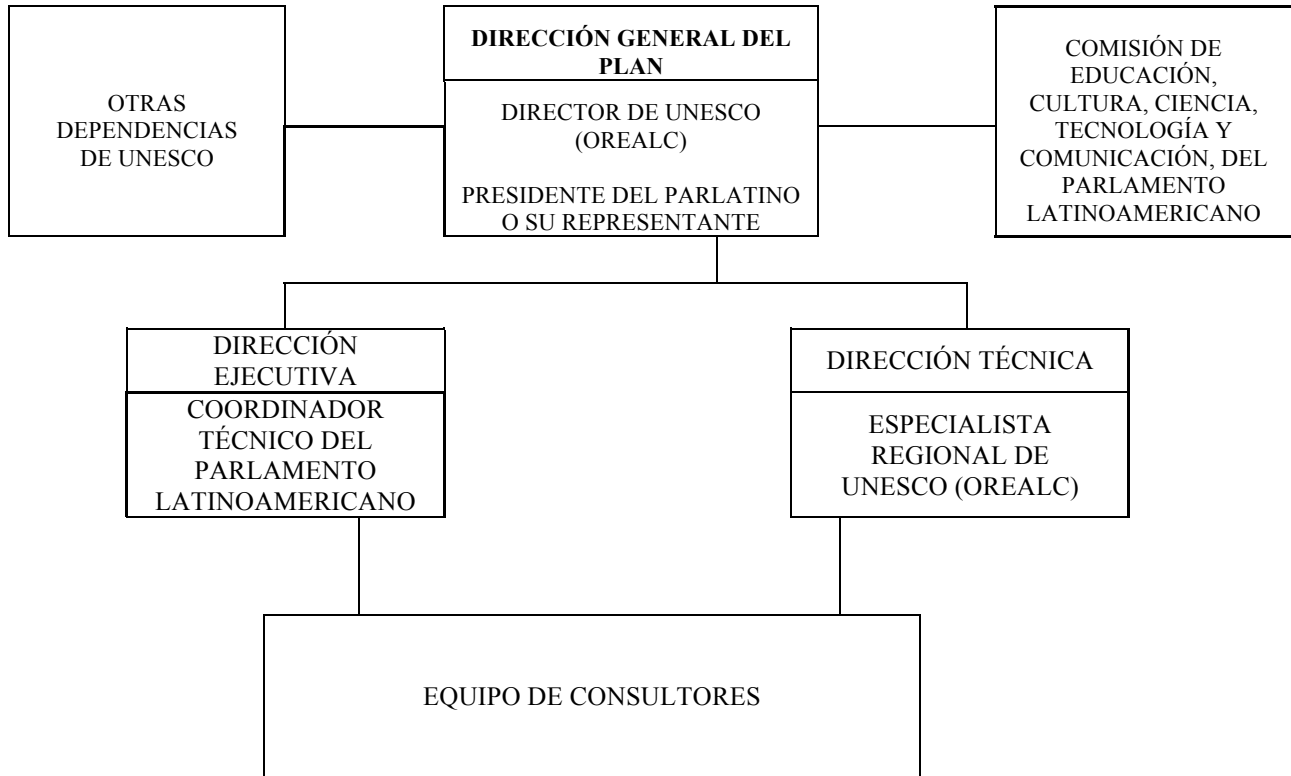 OTRAS
DEPENDENCIAS
DE UNESCO
DIRECCIÓN GENERAL DEL
PLAN
DIRECTOR DE UNESCO
(OREALC)
PRESIDENTE DEL PARLATINO
O SU REPRESENTANTE
COMISIÓN DE
EDUCACIÓN,
CULTURA, CIENCIA,
TECNOLOGÍA Y
COMUNICACIÓN, DEL
PARLAMENTO
LATINOAMERICANO
DIRECCIÓN
EJECUTIVA
COORDINADOR
TÉCNICO DEL
PARLAMENTO
LATINOAMERICANO
DIRECCIÓN TÉCNICA
ESPECIALISTA
REGIONAL DE
UNESCO (OREALC)
EQUIPO DE CONSULTORES